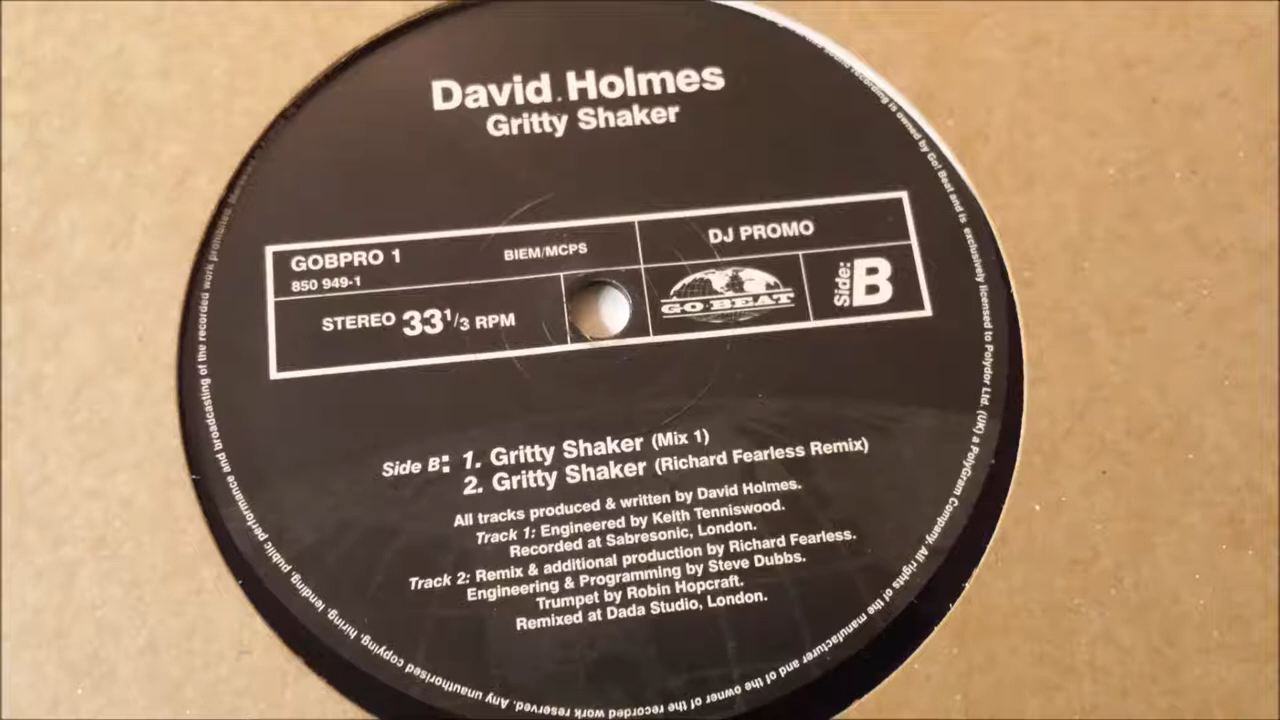 David Holmes
Gritty Shaker
GOBPRO 1
850 949-1
BIEM/MCPS
DJ PROMO
STEREO 33 1/3 RPM
GO·BEAT
Side: B
Side B: 1. Gritty Shaker (Mix 1)
2. Gritty Shaker (Richard Fearless Remix)
All tracks produced & written by David Holmes.
Track 1: Engineered by Keith Tenniswood.
Recorded at Sabresonic, London.
Track 2: Remix & additional production by Richard Fearless.
Engineering & Programming by Steve Dubbs.
Trumpet by Robin Hopcraft.
Remixed at Dada Studio, London.
sound recording is owned by Go! Beat and is exclusively licensed to Polydor Ltd. (UK) a PolyGram Company. All rights of the manufacturer and of the owner of the recorded work reserved. Any unauthorised copying, hiring, lending, public performance and broadcasting of the recorded work prohibited.